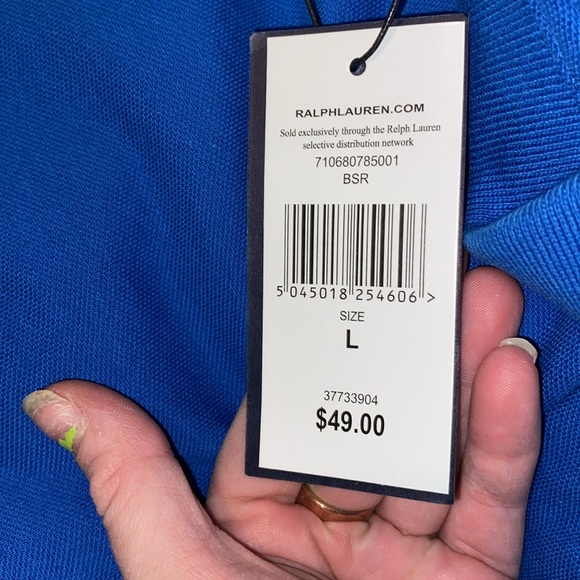 RALPHLAUREN.COM
Sold exclusively through the Relph Lauren
selective distribution network
710680785001
BSR
5 045018 254606 >
SIZE
L
37733904
$49.00